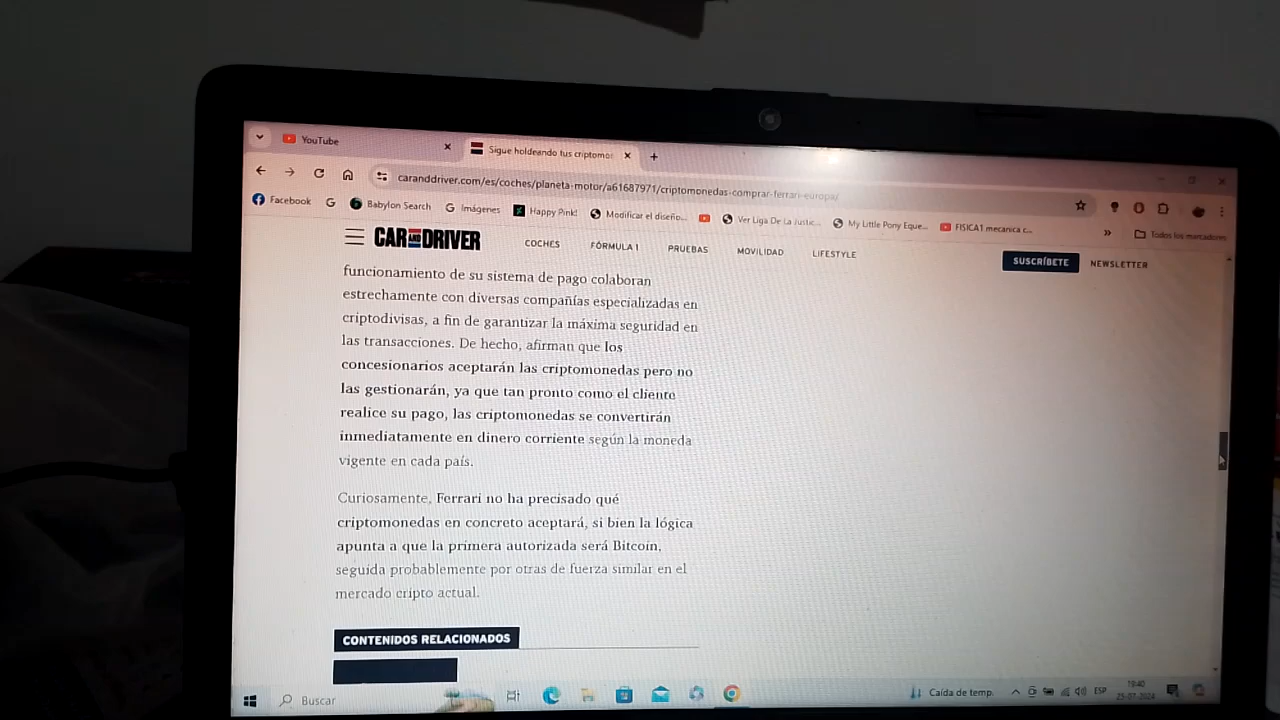 YouTube
Sigue holdeando tus criptomo
caranddriver.com/es/coches/planeta-motor/a61687971/criptomonedas-comprar-ferrari-europa/
Facebook
Babylon Search
Imágenes
Happy Pink!
Modificar el diseño...
Ver Liga De La Justic...
My Little Pony Eque...
FISICA1 mecanica c...
Todos los marcadores
CAR AND DRIVER
COCHES
FÓRMULA 1
PRUEBAS
MOVILIDAD
LIFESTYLE
SUSCRÍBETE
NEWSLETTER
funcionamiento de su sistema de pago colaboran
estrechamente con diversas compañías especializadas en
criptodivisas, a fin de garantizar la máxima seguridad en
las transacciones. De hecho, afirman que los
concesionarios aceptarán las criptomonedas pero no
las gestionarán, ya que tan pronto como el cliente
realice su pago, las criptomonedas se convertirán
inmediatamente en dinero corriente según la moneda
vigente en cada país.
Curiosamente, Ferrari no ha precisado qué
criptomonedas en concreto aceptará, si bien la lógica
apunta a que la primera autorizada será Bitcoin,
seguida probablemente por otras de fuerza similar en el
mercado cripto actual.
CONTENIDOS RELACIONADOS
Buscar
Caída de temp.
ESP
19:40
25-07-2024